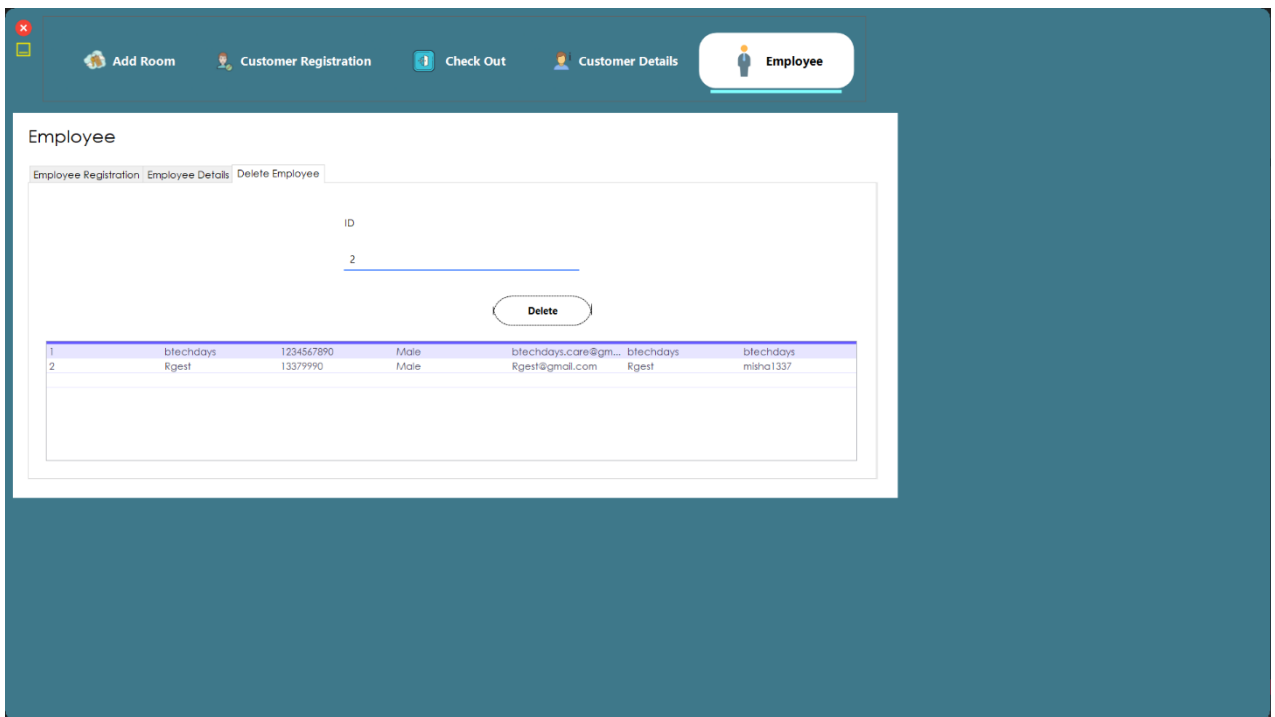 Add Room Customer Registration Check Out Customer Details Employee
Employee
Employee Registration Employee Details Delete Employee
ID
2
Delete
1 btechdays 1234567890 Male btechdays.care@gm... btechdays btechdays
2 Rgest 13379990 Male Rgest@gmail.com Rgest misha1337